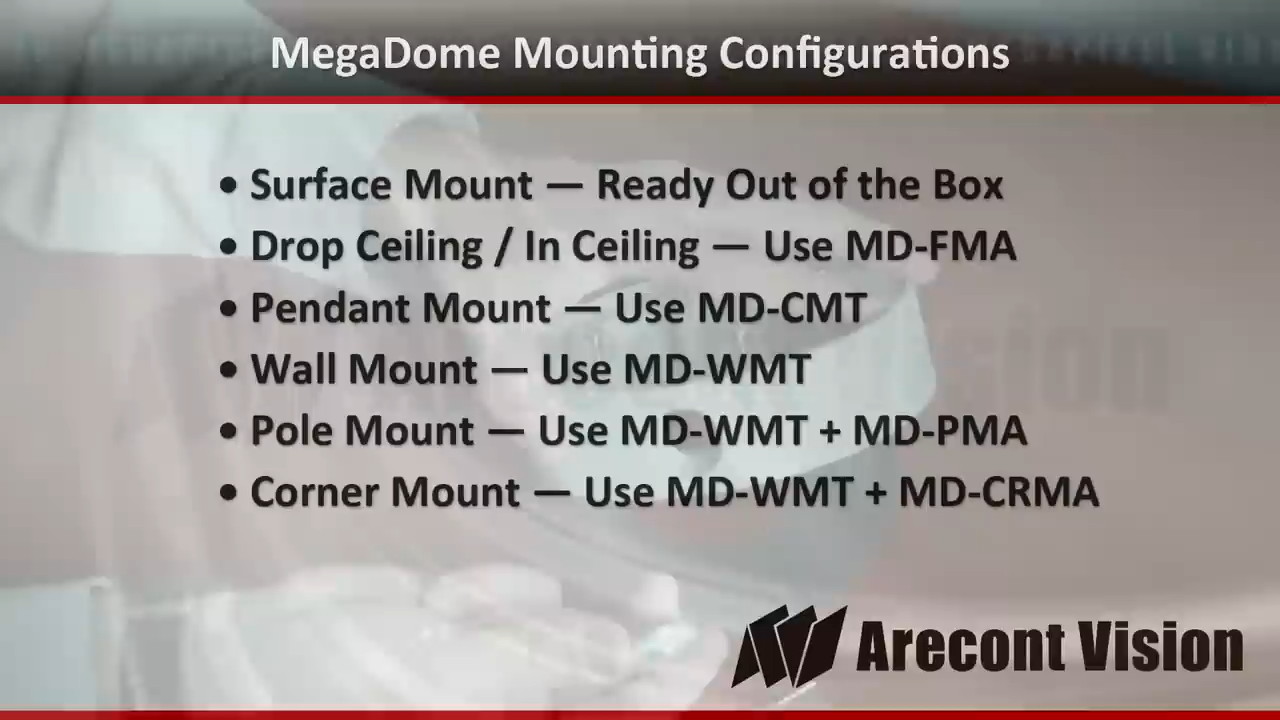 MegaDome Mounting Configurations
• Surface Mount — Ready Out of the Box
• Drop Ceiling / In Ceiling — Use MD-FMA
• Pendant Mount — Use MD-CMT
• Wall Mount — Use MD-WMT
• Pole Mount — Use MD-WMT + MD-PMA
• Corner Mount — Use MD-WMT + MD-CRMA
Arecont Vision